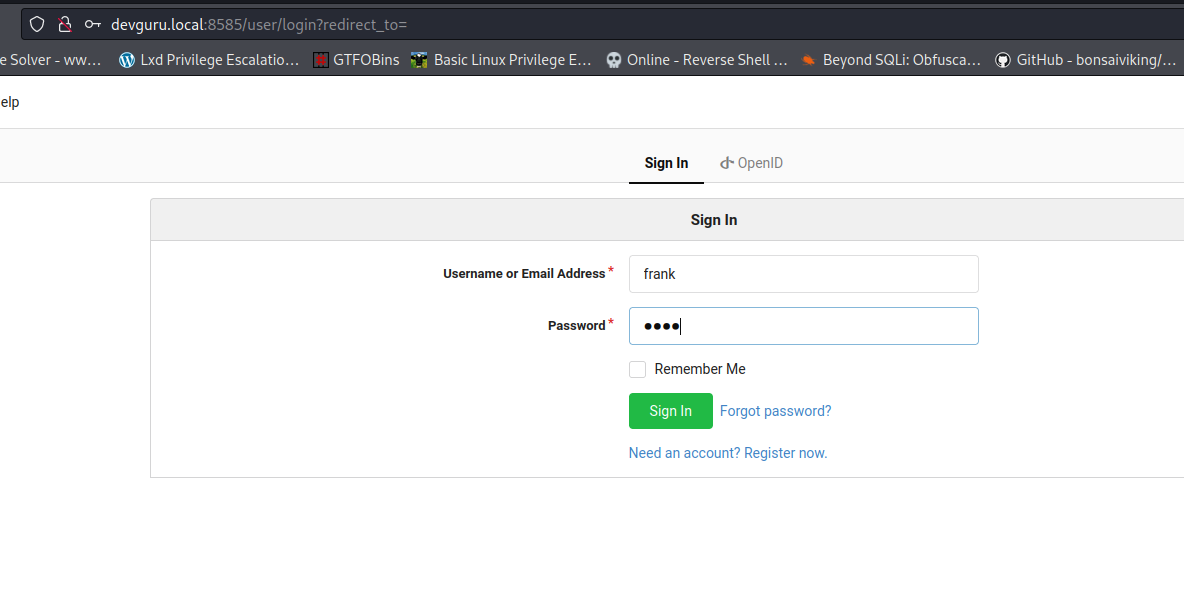 devguru.local:8585/user/login?redirect_to=
e Solver - ww... Lxd Privilege Escalatio... GTFOBins Basic Linux Privilege E... Online - Reverse Shell ... Beyond SQLi: Obfusca... GitHub - bonsaiviking/...
elp
Sign In OpenID
Sign In
Username or Email Address*
frank
Password*
●●●●
Remember Me
Sign In Forgot password?
Need an account? Register now.